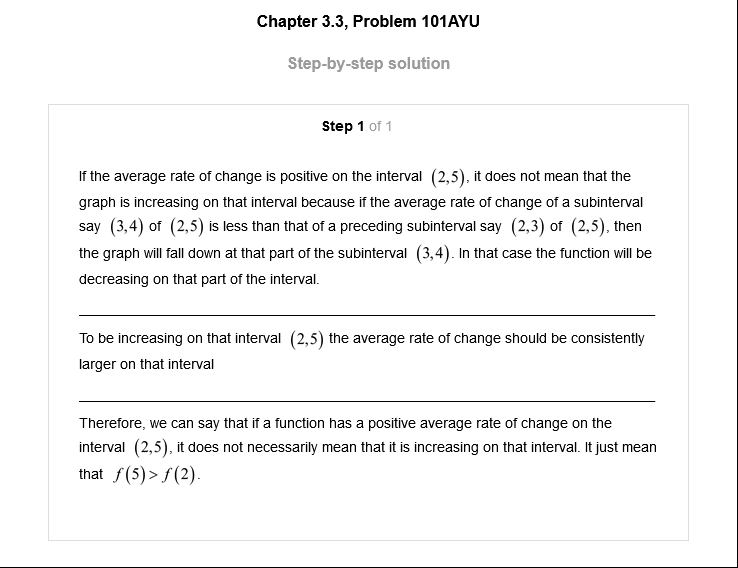 Chapter 3.3, Problem 101AYU
Step-by-step solution
Step 1 of 1
If the average rate of change is positive on the interval (2,5), it does not mean that the
graph is increasing on that interval because if the average rate of change of a subinterval
say (3,4) of (2,5) is less than that of a preceding subinterval say (2,3) of (2,5), then
the graph will fall down at that part of the subinterval (3,4). In that case the function will be
decreasing on that part of the interval.
To be increasing on that interval (2,5) the average rate of change should be consistently
larger on that interval
Therefore, we can say that if a function has a positive average rate of change on the
interval (2,5), it does not necessarily mean that it is increasing on that interval. It just mean
that f(5)>f(2).